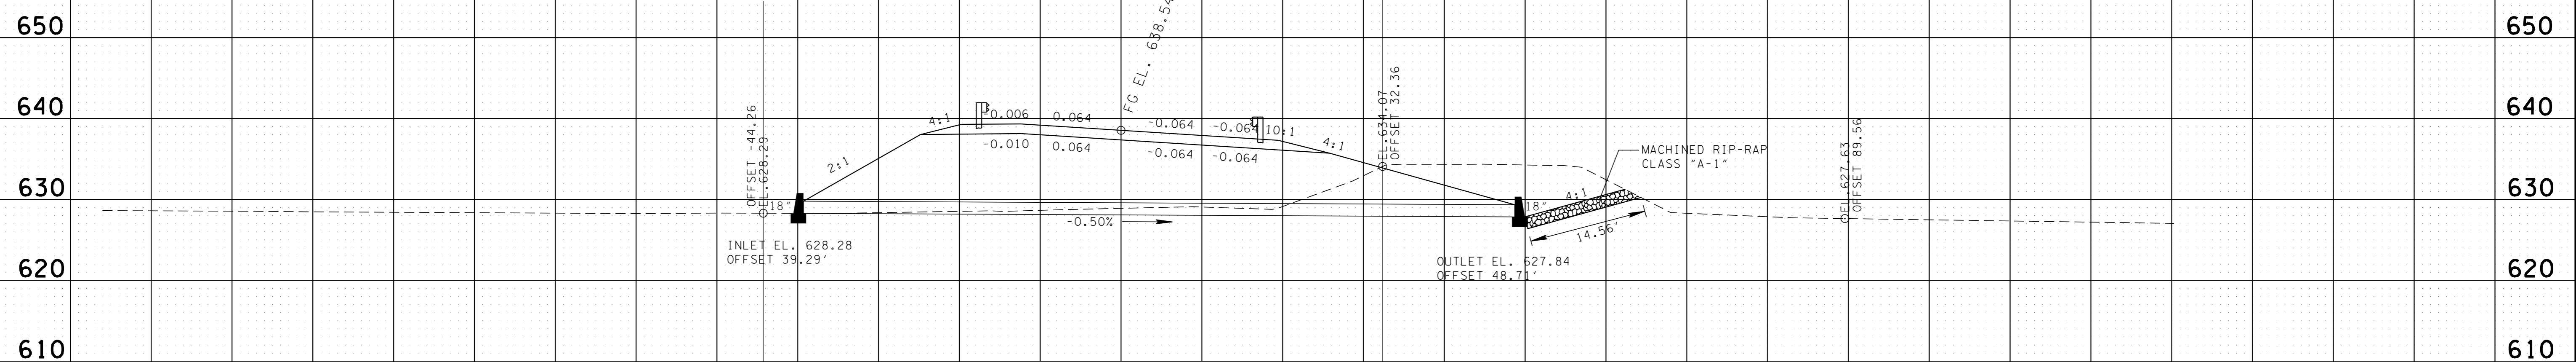 650
650
FG EL. 638.54
640
640
OFFSET -44.26
EL.628.29
4:1
-0.006
0.064
-0.064
-0.064
10:1
4:1
EL.634.07
OFFSET 32.36
-0.010
0.064
-0.064
-0.064
2:1
MACHINED RIP-RAP
CLASS "A-1"
EL.627.63
OFFSET 89.56
630
630
18"
18"
4:1
-0.50%
14.56'
INLET EL. 628.28
OFFSET 39.29'
OUTLET EL. 627.84
OFFSET 48.71'
620
620
610
610